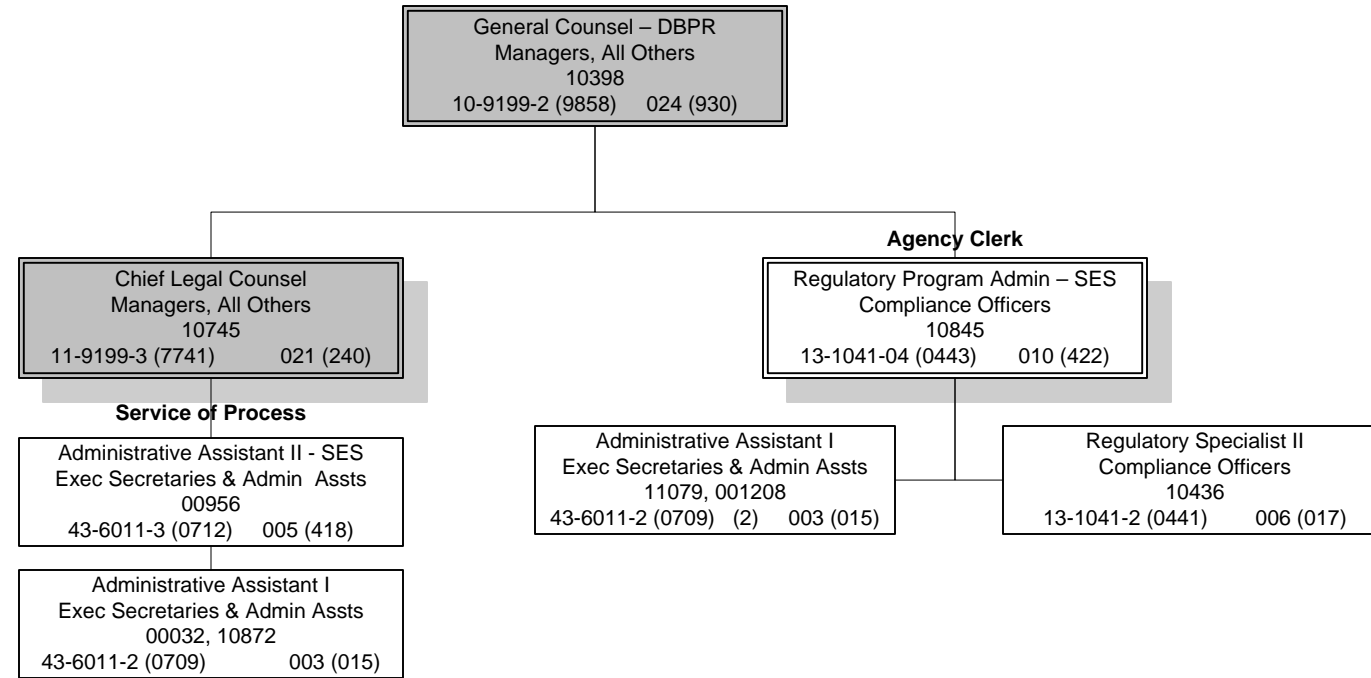 General Counsel – DBPR
Managers, All Others
10398
10-9199-2 (9858) 024 (930)
Chief Legal Counsel
Managers, All Others
10745
11-9199-3 (7741) 021 (240)
Service of Process
Administrative Assistant II - SES
Exec Secretaries & Admin Assts
00956
43-6011-3 (0712) 005 (418)
Administrative Assistant I
Exec Secretaries & Admin Assts
00032, 10872
43-6011-2 (0709) 003 (015)
Agency Clerk
Regulatory Program Admin – SES
Compliance Officers
10845
13-1041-04 (0443) 010 (422)
Administrative Assistant I
Exec Secretaries & Admin Assts
11079, 001208
43-6011-2 (0709) (2) 003 (015)
Regulatory Specialist II
Compliance Officers
10436
13-1041-2 (0441) 006 (017)